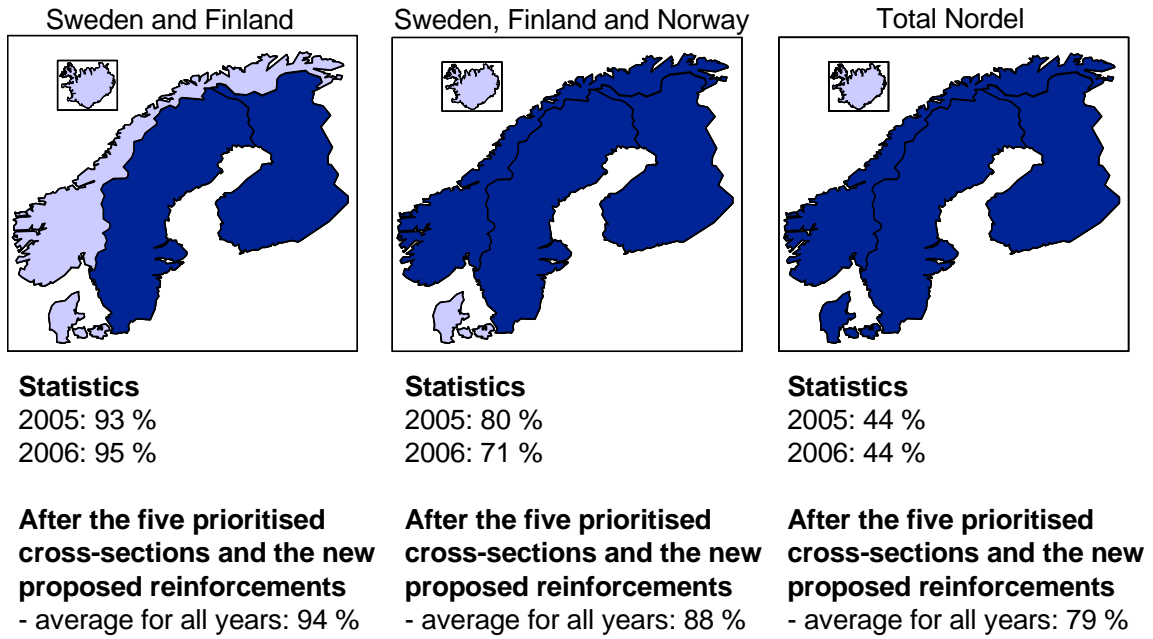 Sweden and Finland
Statistics
2005: 93 %
2006: 95 %
After the five prioritised
cross-sections and the new
proposed reinforcements
- average for all years: 94 %
Sweden, Finland and Norway
Statistics
2005: 80 %
2006: 71 %
After the five prioritised
cross-sections and the new
proposed reinforcements
- average for all years: 88 %
Total Nordel
Statistics
2005: 44 %
2006: 44 %
After the five prioritised
cross-sections and the new
proposed reinforcements
- average for all years: 79 %